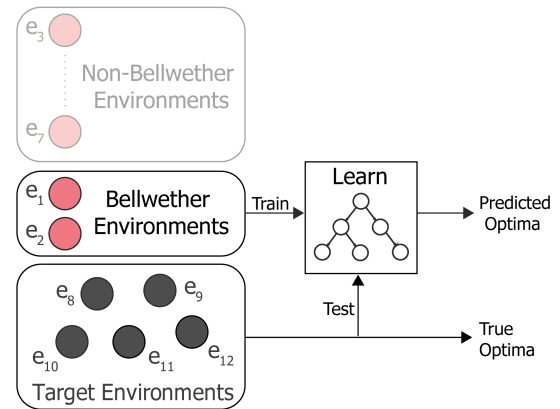 e3
Non-Bellwether
Environments
e7
e1
Bellwether
Environments
e2
Train
Learn
Predicted
Optima
e8
e9
e10
e11
e12
Target Environments
Test
True
Optima